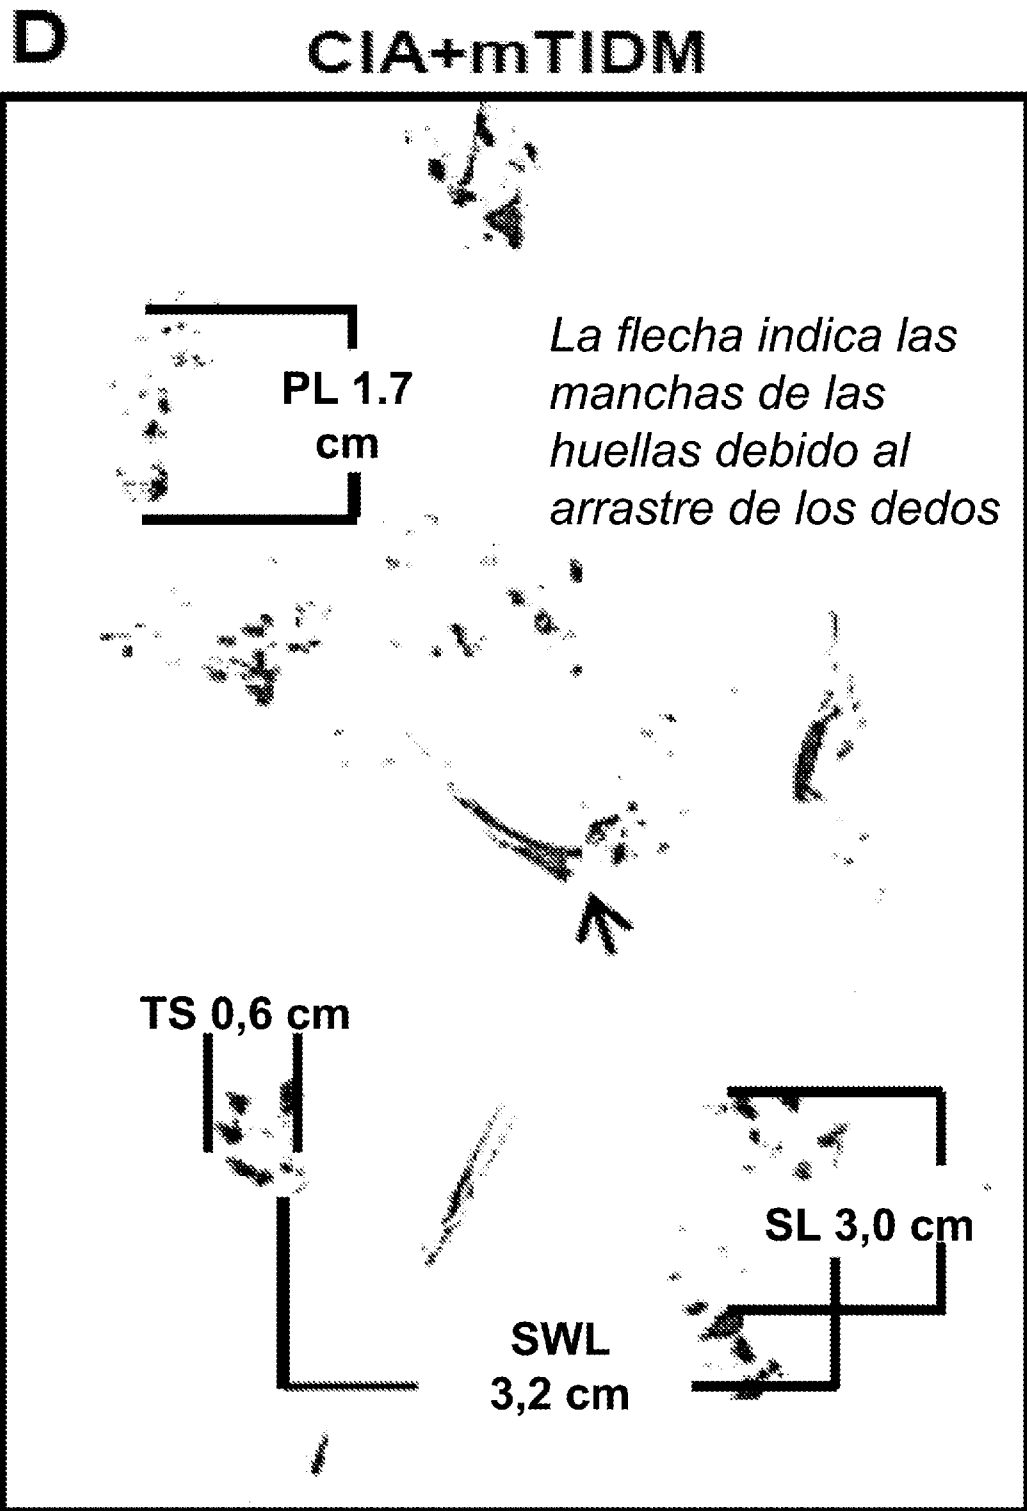 D
CIA+mTIDM
La flecha indica las
manchas de las
huellas debido al
arrastre de los dedos
PL 1.7
cm
TS 0,6 cm
SL 3,0 cm
SWL
3,2 cm